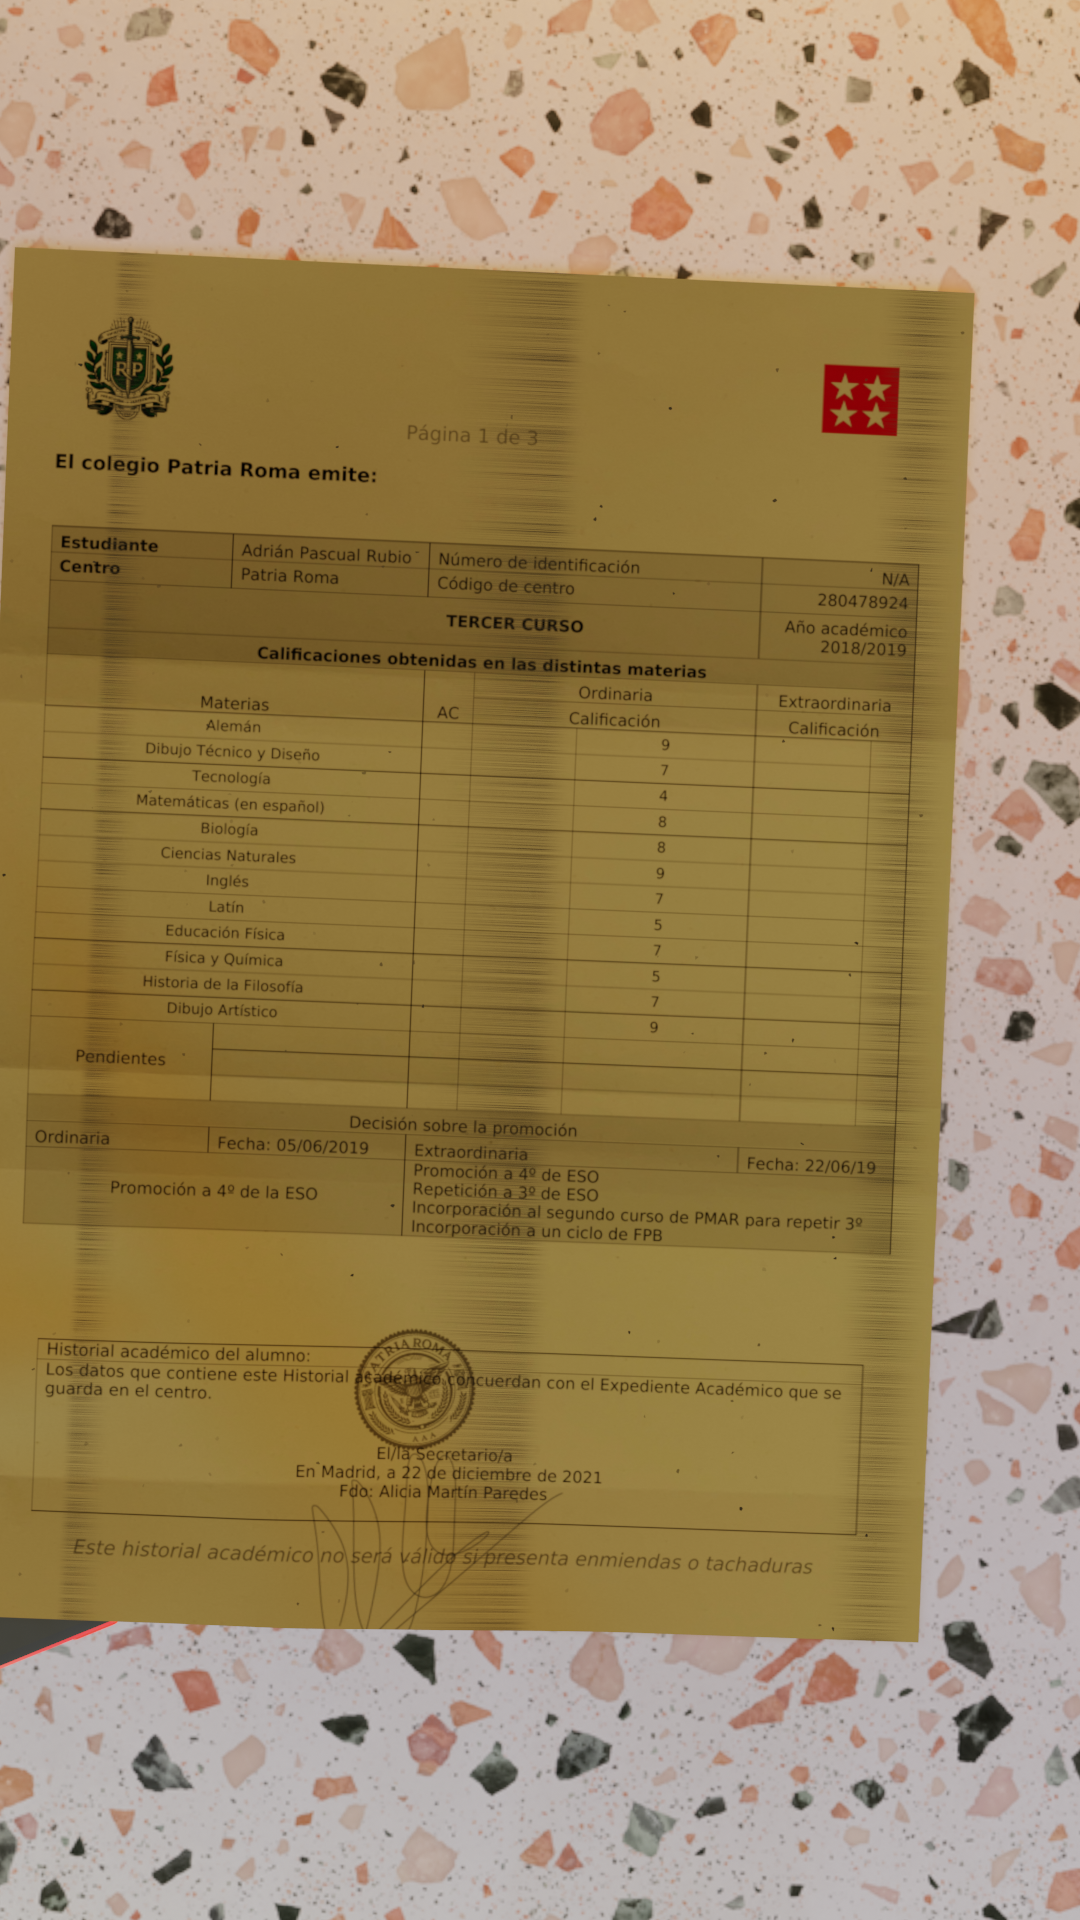 RP
Página 1 de 3
El colegio Patria Roma emite:
Estudiante Adrián Pascual Rubio Número de identificación N/A
Centro Patria Roma Código de centro 280478924
TERCER CURSO Año académico 2018/2019
Calificaciones obtenidas en las distintas materias
Materias AC Ordinaria Extraordinaria
Calificación Calificación
Alemán 9
Dibujo Técnico y Diseño 7
Tecnología 4
Matemáticas (en español) 8
Biología 8
Ciencias Naturales 9
Inglés 7
Latín 5
Educación Física 7
Física y Química 5
Historia de la Filosofía 7
Dibujo Artístico 9
Pendientes
Decisión sobre la promoción
Ordinaria Fecha: 05/06/2019 Extraordinaria Fecha: 22/06/19
Promoción a 4º de la ESO
Promoción a 4º de ESO
Repetición a 3º de ESO
Incorporación al segundo curso de PMAR para repetir 3º
Incorporación a un ciclo de FPB
Historial académico del alumno:
Los datos que contiene este Historial académico concuerdan con el Expediente Académico que se
guarda en el centro.
PATRIA ROMA
AAA
El/la Secretario/a
En Madrid, a 22 de diciembre de 2021
Fdo: Alicia Martín Paredes
Este historial académico no será válido si presenta enmiendas o tachaduras